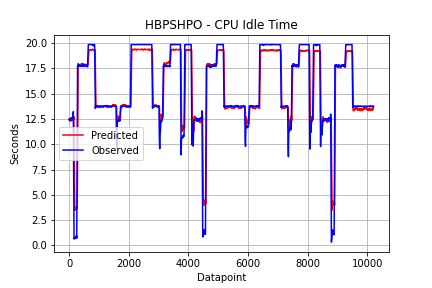 HBPSHPO - CPU Idle Time
20.0
17.5
15.0
12.5
10.0
7.5
5.0
2.5
0.0
Seconds
Predicted
Observed
0 2000 4000 6000 8000 10000
Datapoint